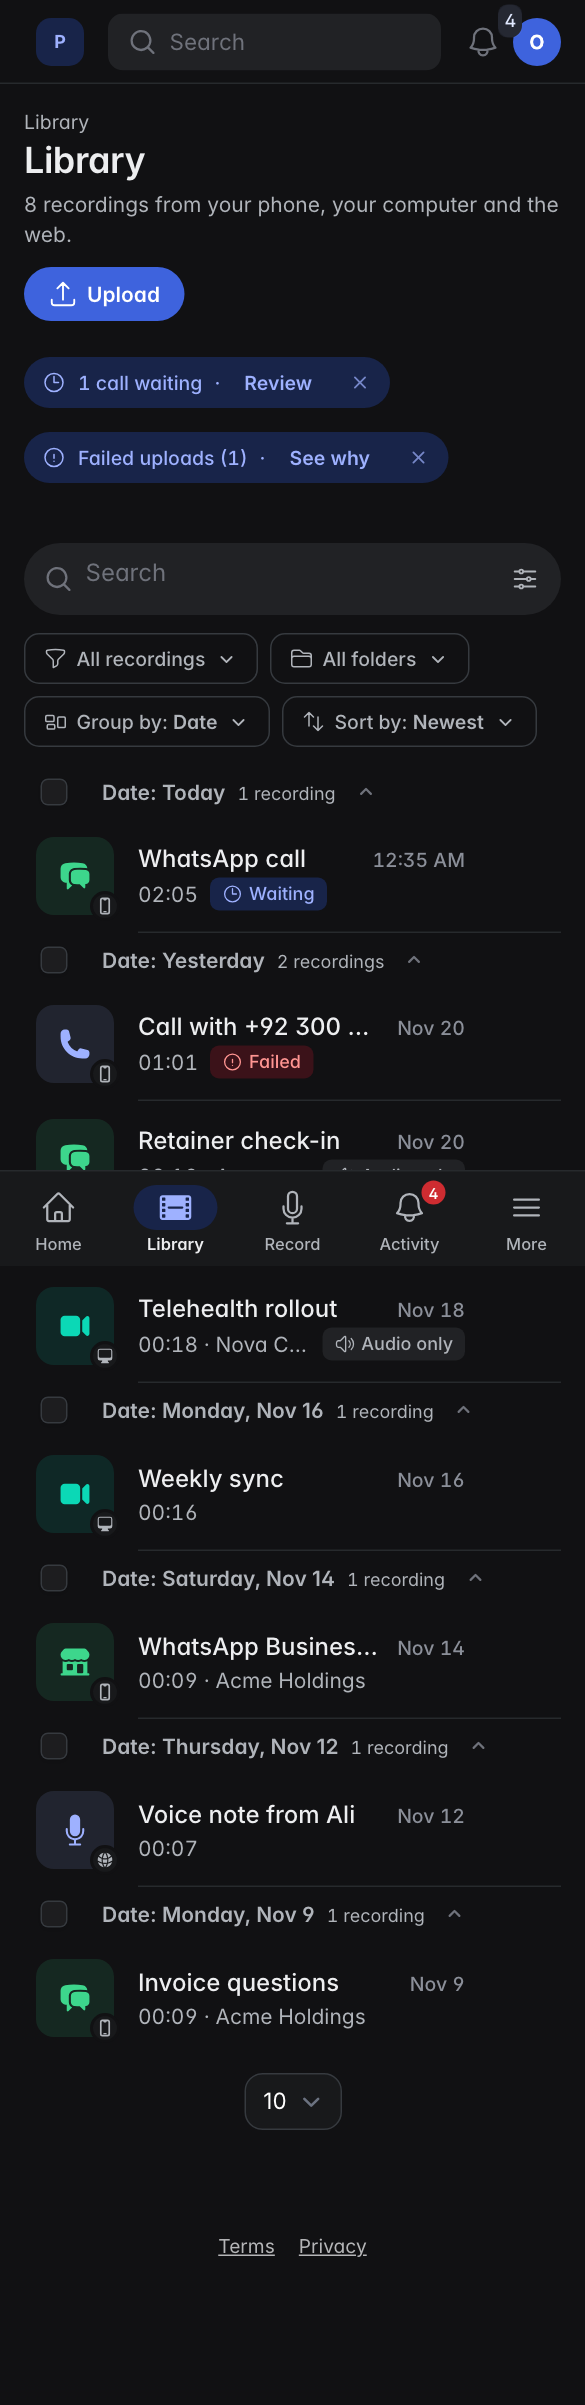 P
Search
4
O
Library
Library
8 recordings from your phone, your computer and the
web.
Upload
1 call waiting · Review
Failed uploads (1) · See why
Search
All recordings
All folders
Group by: Date
Sort by: Newest
Date: Today 1 recording
WhatsApp call 12:35 AM
02:05 Waiting
Date: Yesterday 2 recordings
Call with +92 300 ... Nov 20
01:01 Failed
Retainer check-in Nov 20
4
Home Library Record Activity More
Telehealth rollout Nov 18
00:18 · Nova C... Audio only
Date: Monday, Nov 16 1 recording
Weekly sync Nov 16
00:16
Date: Saturday, Nov 14 1 recording
WhatsApp Busines... Nov 14
00:09 · Acme Holdings
Date: Thursday, Nov 12 1 recording
Voice note from Ali Nov 12
00:07
Date: Monday, Nov 9 1 recording
Invoice questions Nov 9
00:09 · Acme Holdings
10
Terms Privacy